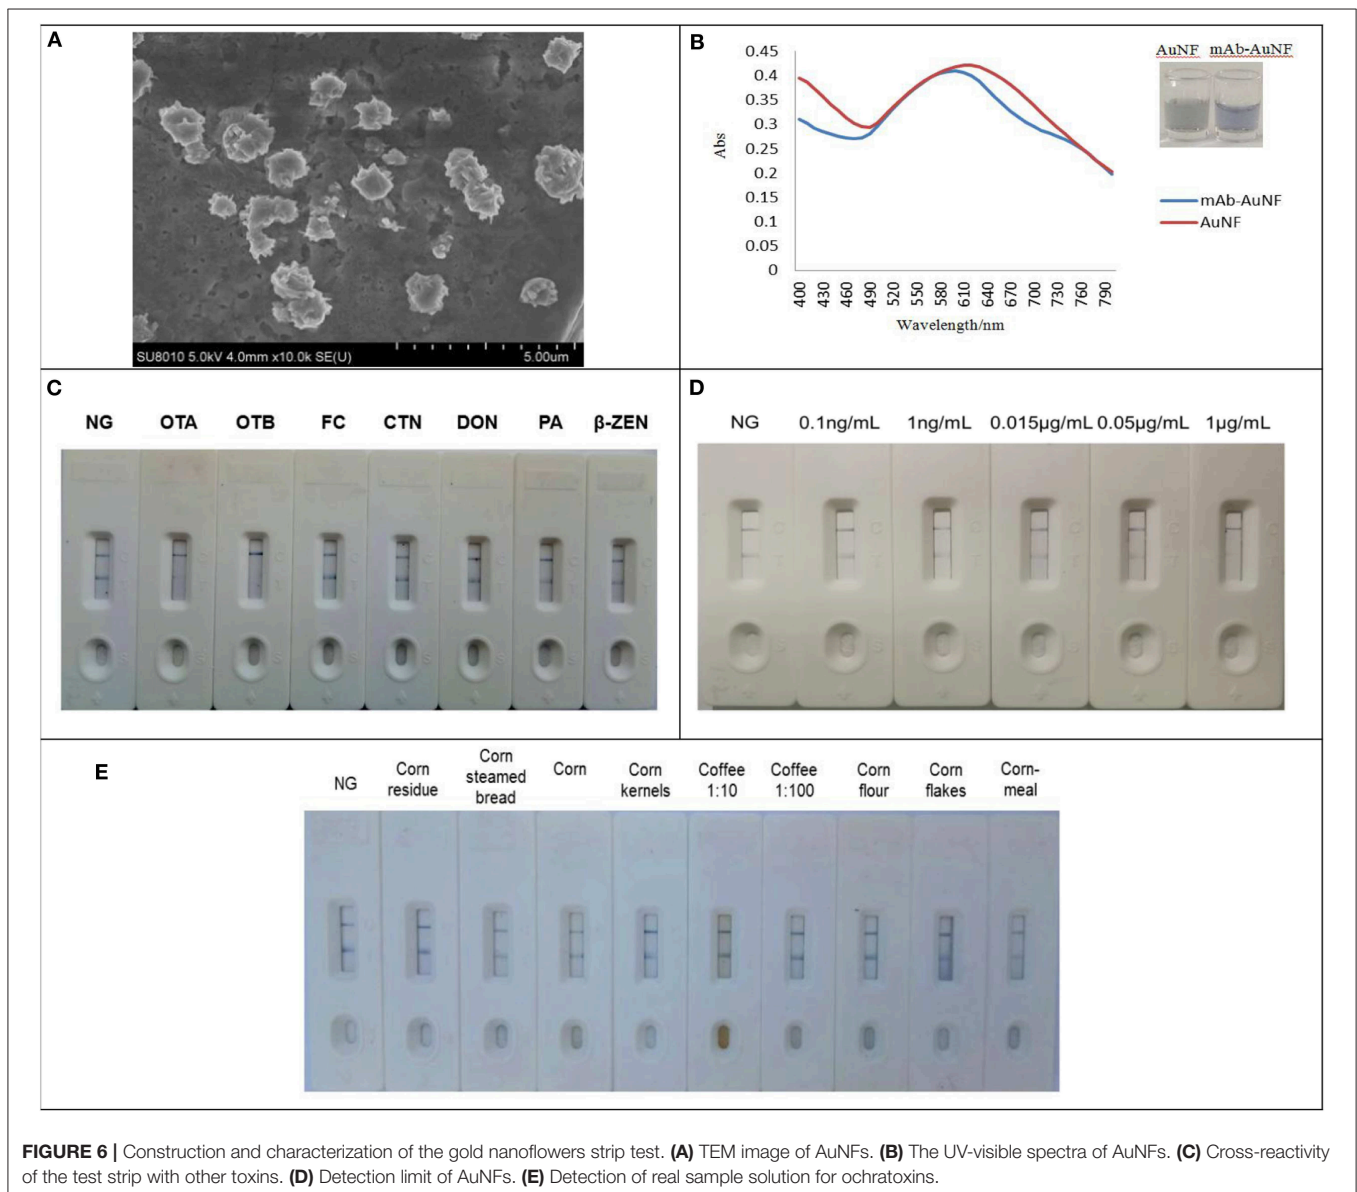 A
SU8010 5.0kV 4.0mm x10.0k SE(U) 5.00um
B
0.45
0.4
0.35
0.3
0.25
0.2
0.15
0.1
0.05
0
Abs
400 430 460 490 520 550 580 610 640 670 700 730 760 790
Wavelength/nm
AuNF mAb-AuNF
mAb-AuNF
AuNF
C
NG OTA OTB FC CTN DON PA β-ZEN
D
NG 0.1ng/mL 1ng/mL 0.015µg/mL 0.05µg/mL 1µg/mL
E
NG
Corn
residue
Corn
steamed
bread
Corn
Corn
kernels
Coffee
1:10
Coffee
1:100
Corn
flour
Corn
flakes
Corn-
meal
FIGURE 6 | Construction and characterization of the gold nanoflowers strip test. (A) TEM image of AuNFs. (B) The UV-visible spectra of AuNFs. (C) Cross-reactivity
of the test strip with other toxins. (D) Detection limit of AuNFs. (E) Detection of real sample solution for ochratoxins.